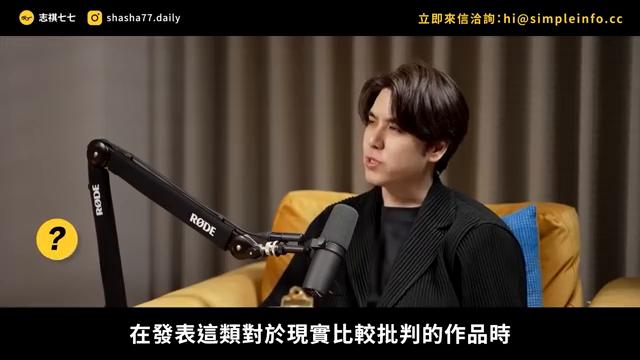 志祺七七
shasha77.daily
立即來信洽詢：hi@simpleinfo.cc
RØDE
RØDE
?
在發表這類對於現實比較批判的作品時